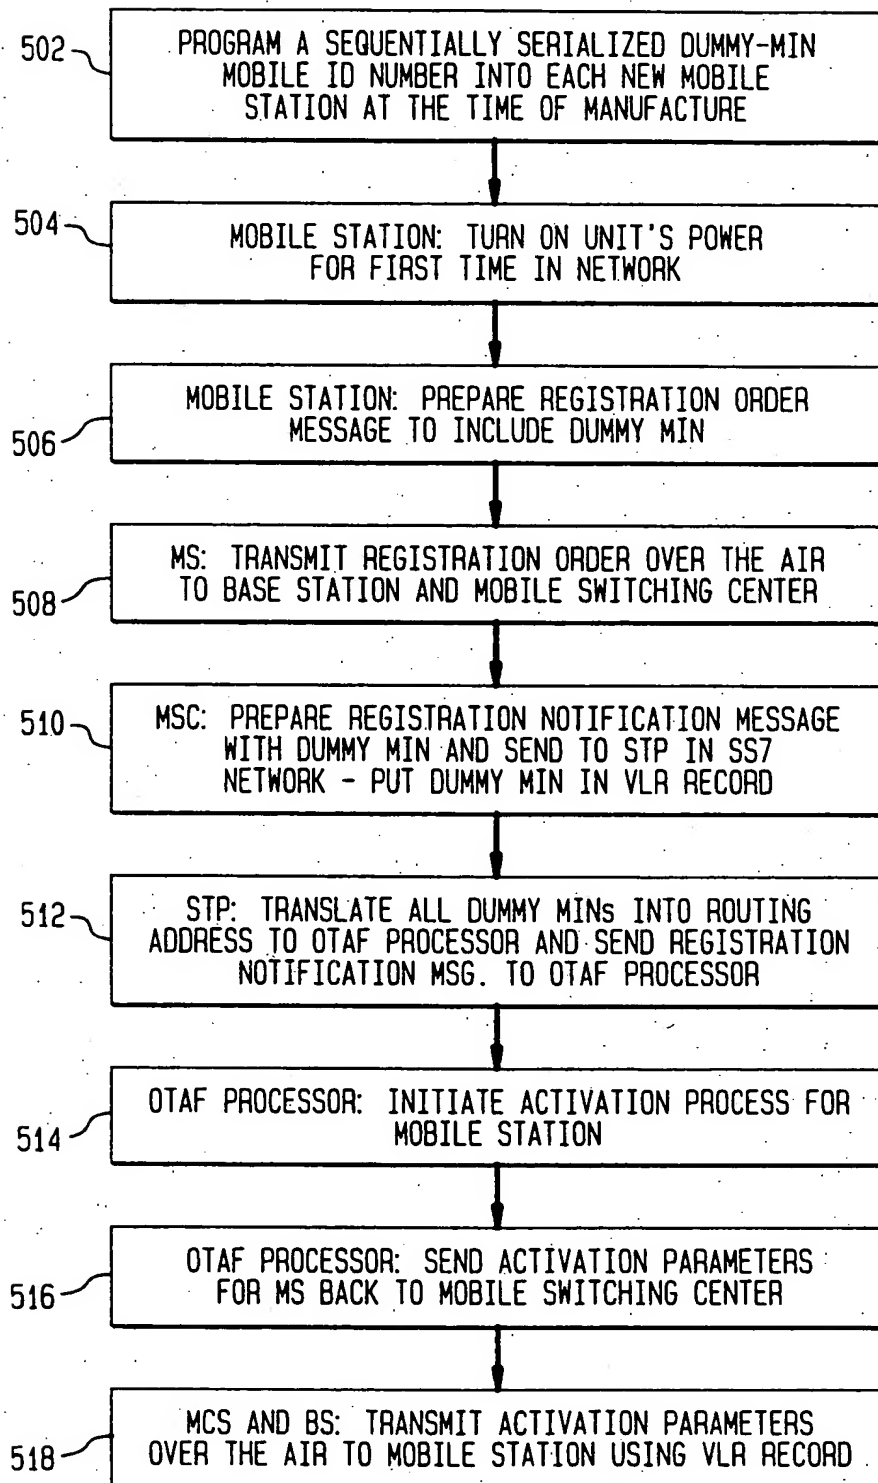 502
PROGRAM A SEQUENTIALLY SERIALIZED DUMMY-MIN
MOBILE ID NUMBER INTO EACH NEW MOBILE
STATION AT THE TIME OF MANUFACTURE
504
MOBILE STATION: TURN ON UNIT'S POWER
FOR FIRST TIME IN NETWORK
506
MOBILE STATION: PREPARE REGISTRATION ORDER
MESSAGE TO INCLUDE DUMMY MIN
508
MS: TRANSMIT REGISTRATION ORDER OVER THE AIR
TO BASE STATION AND MOBILE SWITCHING CENTER
510
MSC: PREPARE REGISTRATION NOTIFICATION MESSAGE
WITH DUMMY MIN AND SEND TO STP IN SS7
NETWORK - PUT DUMMY MIN IN VLR RECORD
512
STP: TRANSLATE ALL DUMMY MINs INTO ROUTING
ADDRESS TO OTAF PROCESSOR AND SEND REGISTRATION
NOTIFICATION MSG. TO OTAF PROCESSOR
514
OTAF PROCESSOR: INITIATE ACTIVATION PROCESS FOR
MOBILE STATION
516
OTAF PROCESSOR: SEND ACTIVATION PARAMETERS
FOR MS BACK TO MOBILE SWITCHING CENTER
518
MCS AND BS: TRANSMIT ACTIVATION PARAMETERS
OVER THE AIR TO MOBILE STATION USING VLR RECORD